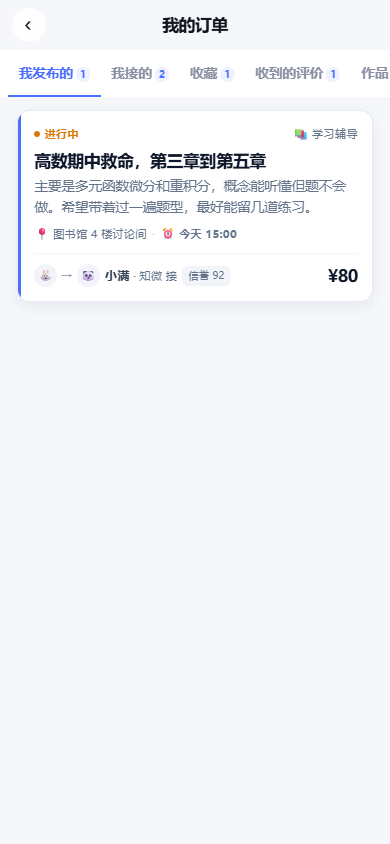 我的订单
我发布的 1 我接的 2 收藏 1 收到的评价 1 作品
进行中 学习辅导
高数期中救命，第三章到第五章
主要是多元函数微分和重积分，概念能听懂但题不会
做。希望带着过一遍题型，最好能留几道练习。
图书馆 4 楼讨论间 · 今天 15:00
→ 小满 · 知微 接 信誉 92 ¥80